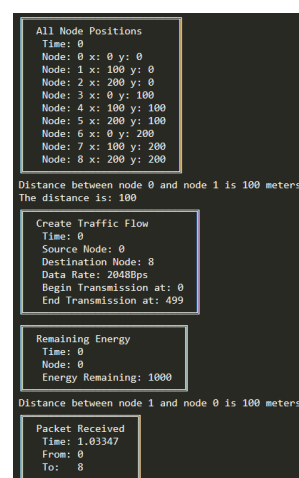 All Node Positions
Time: 0
Node: 0 x: 0 y: 0
Node: 1 x: 100 y: 0
Node: 2 x: 200 y: 0
Node: 3 x: 0 y: 100
Node: 4 x: 100 y: 100
Node: 5 x: 200 y: 100
Node: 6 x: 0 y: 200
Node: 7 x: 100 y: 200
Node: 8 x: 200 y: 200
Distance between node 0 and node 1 is 100 meters
The distance is: 100
Create Traffic Flow
Time: 0
Source Node: 0
Destination Node: 8
Data Rate: 2048Bps
Begin Transmission at: 0
End Transmission at: 499
Remaining Energy
Time: 0
Node: 0
Energy Remaining: 1000
Distance between node 1 and node 0 is 100 meters
Packet Received
Time: 1.03347
From: 0
To: 8